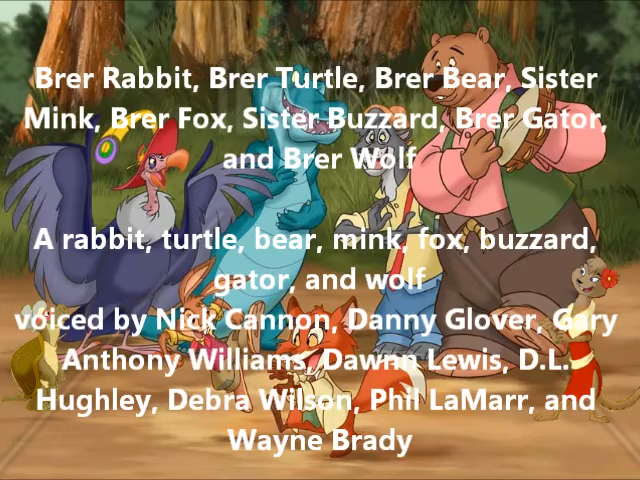 Brer Rabbit, Brer Turtle, Brer Bear, Sister
Mink, Brer Fox, Sister Buzzard, Brer Gator,
and Brer Wolf
A rabbit, turtle, bear, mink, fox, buzzard,
gator, and wolf
voiced by Nick Cannon, Danny Glover, Gary
Anthony Williams, Dawnn Lewis, D.L.
Hughley, Debra Wilson, Phil LaMarr, and
Wayne Brady